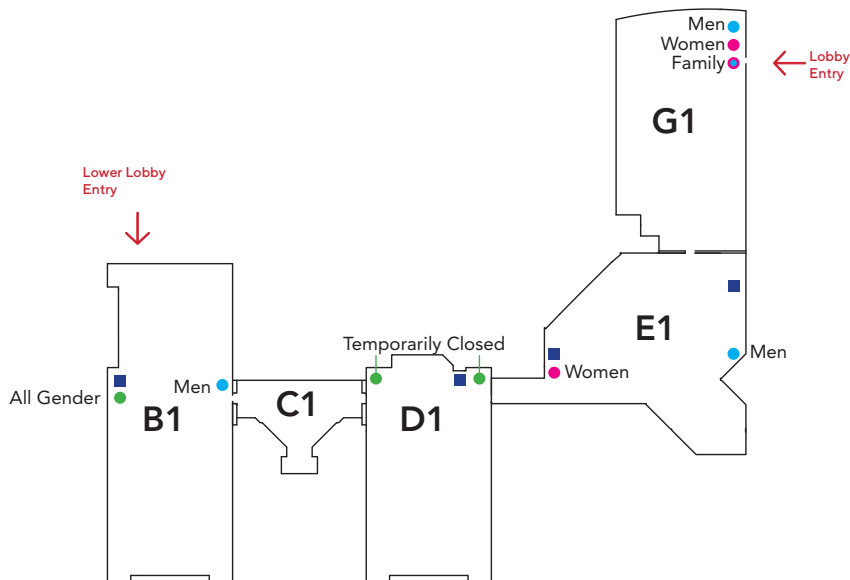 Men
Women
Family
Lobby
Entry
G1
Lower Lobby
Entry
E1
Temporarily Closed
Men
Women
Men
All Gender
B1
C1
D1